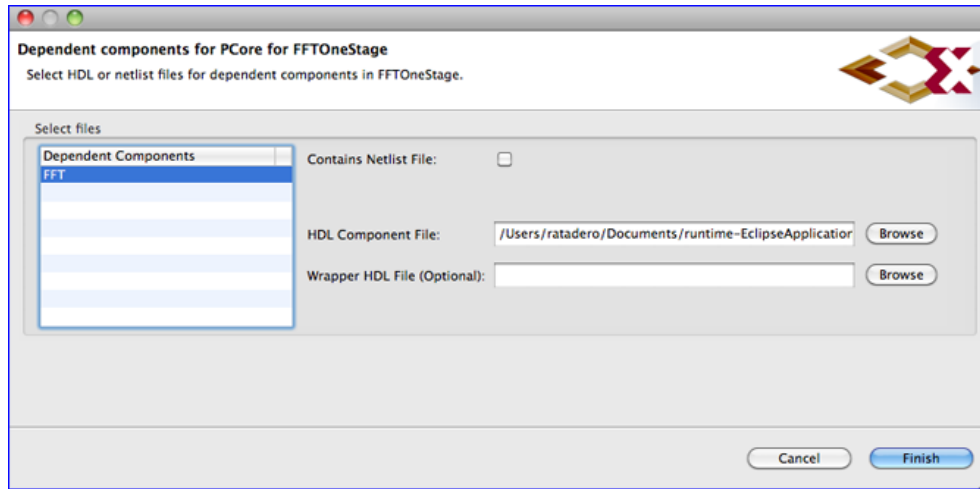 Dependent components for PCore for FFTOneStage
Select HDL or netlist files for dependent components in FFTOneStage.
Select files
Dependent Components
FFT
Contains Netlist File:
HDL Component File: /Users/ratadero/Documents/runtime-EclipseApplication Browse
Wrapper HDL File (Optional): Browse
Cancel Finish